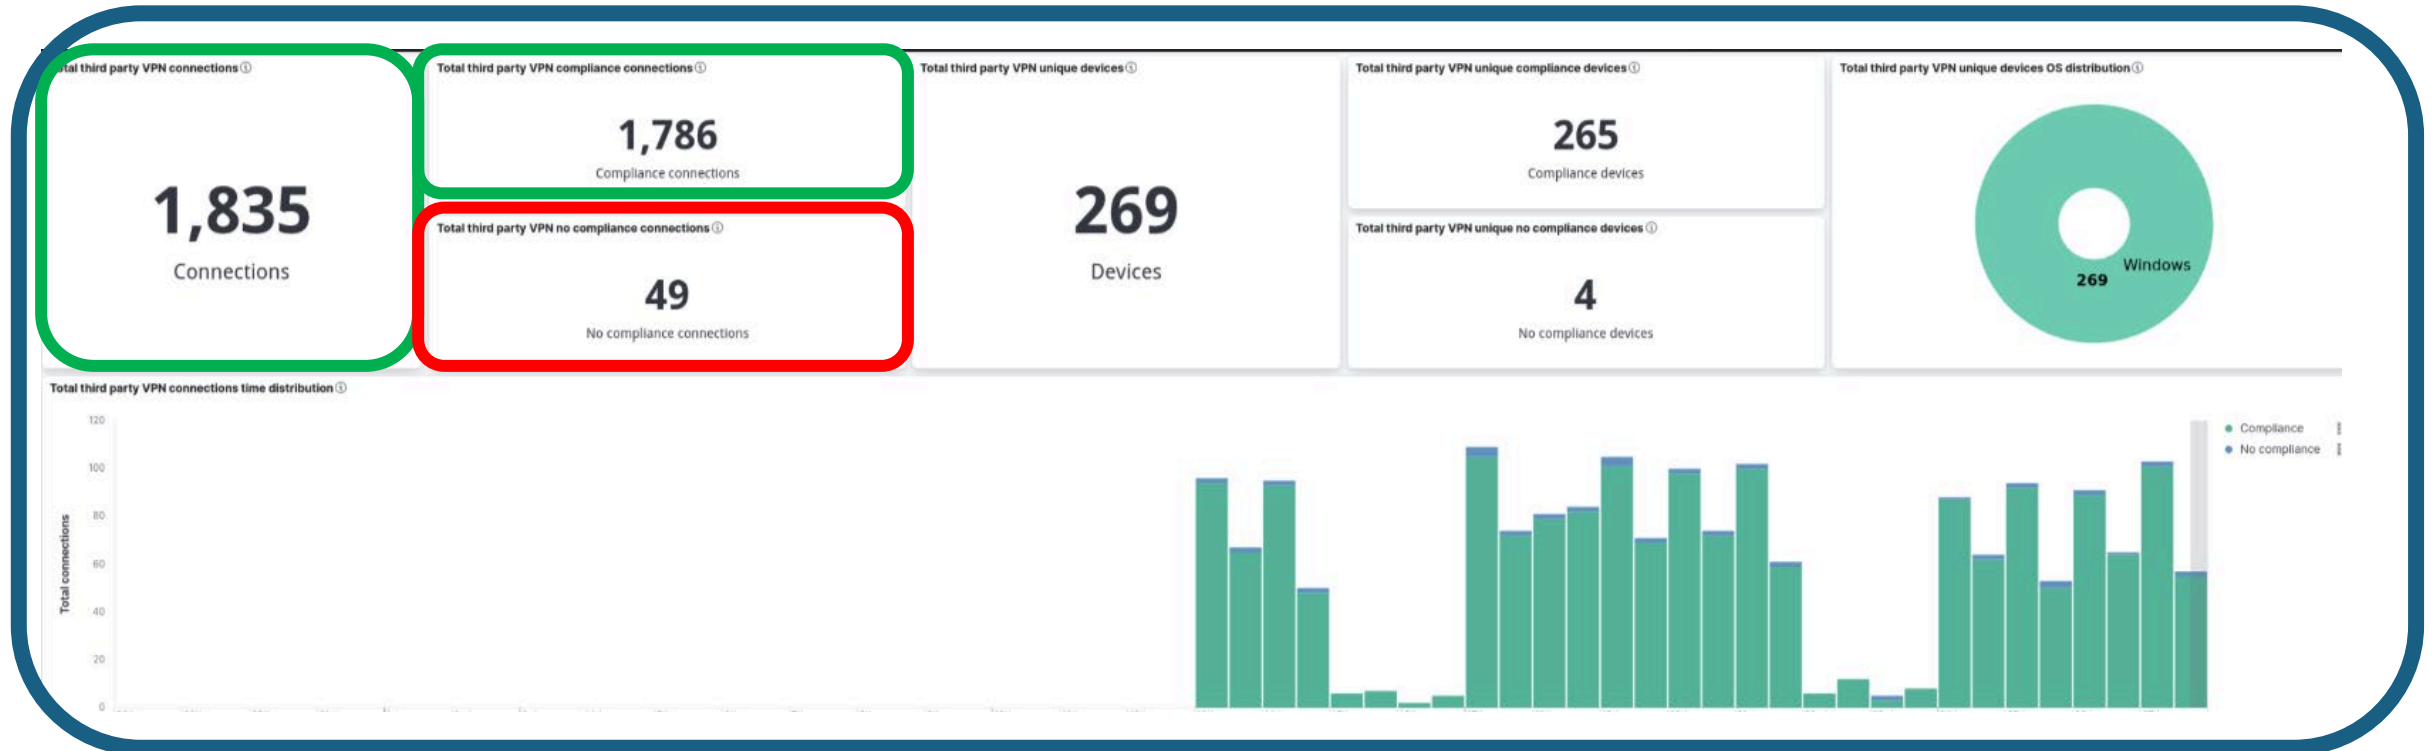 Total third party VPN connections
1,835
Connections
Total third party VPN compliance connections
1,786
Compliance connections
Total third party VPN no compliance connections
49
No compliance connections
Total third party VPN unique devices
269
Devices
Total third party VPN unique compliance devices
265
Compliance devices
Total third party VPN unique no compliance devices
4
No compliance devices
Total third party VPN unique devices OS distribution
Windows
269
Total third party VPN connections time distribution
Total connections
120
100
80
60
40
20
0
Compliance
No compliance